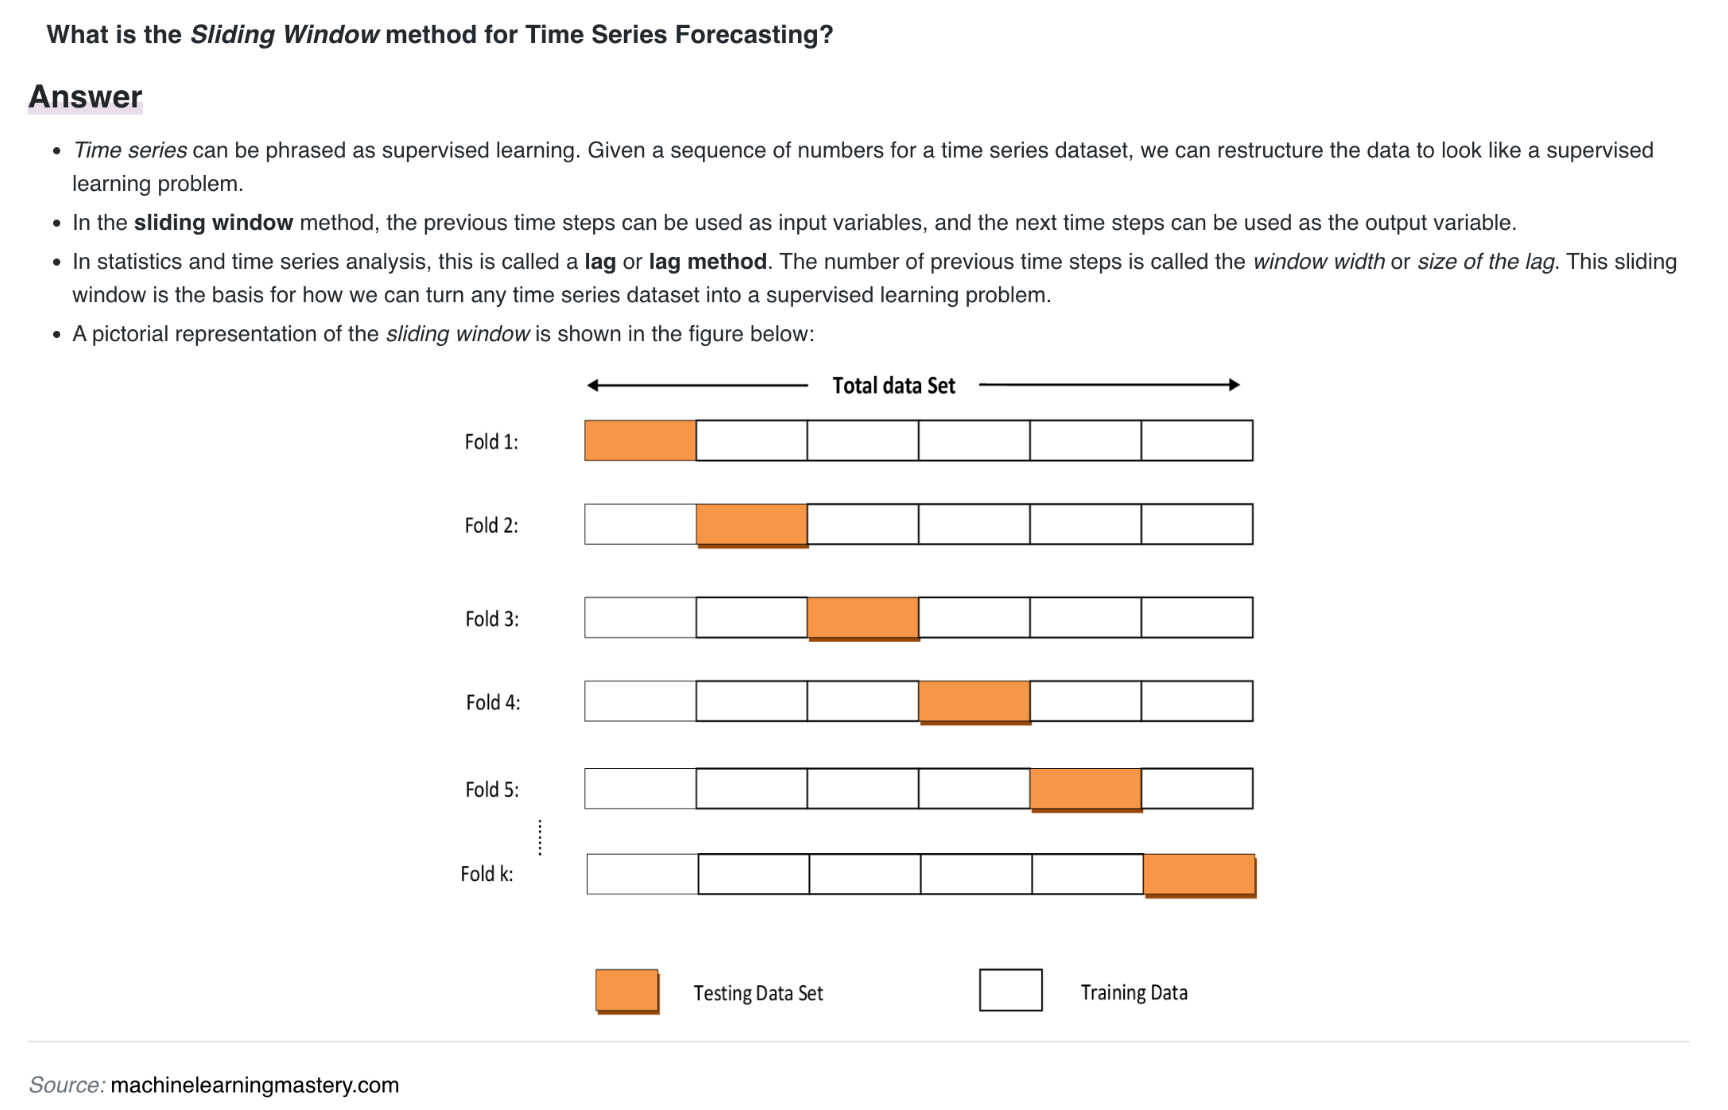 What is the Sliding Window method for Time Series Forecasting?
Answer
• Time series can be phrased as supervised learning. Given a sequence of numbers for a time series dataset, we can restructure the data to look like a supervised
learning problem.
• In the sliding window method, the previous time steps can be used as input variables, and the next time steps can be used as the output variable.
• In statistics and time series analysis, this is called a lag or lag method. The number of previous time steps is called the window width or size of the lag. This sliding
window is the basis for how we can turn any time series dataset into a supervised learning problem.
• A pictorial representation of the sliding window is shown in the figure below:
Total data Set
Fold 1:
Fold 2:
Fold 3:
Fold 4:
Fold 5:
Fold k:
Testing Data Set
Training Data
Source: machinelearningmastery.com